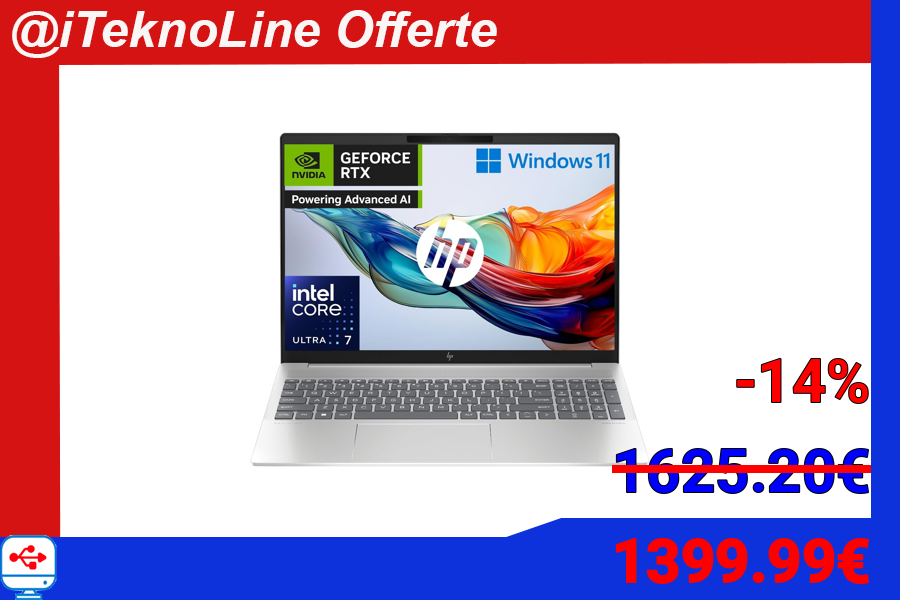 @iTeknoLine Offerte
NVIDIA
GEFORCE
RTX
Powering Advanced AI
Windows 11
hp
intel
CORE
ULTRA 7
hp
-14%
1625.20€
1399.99€